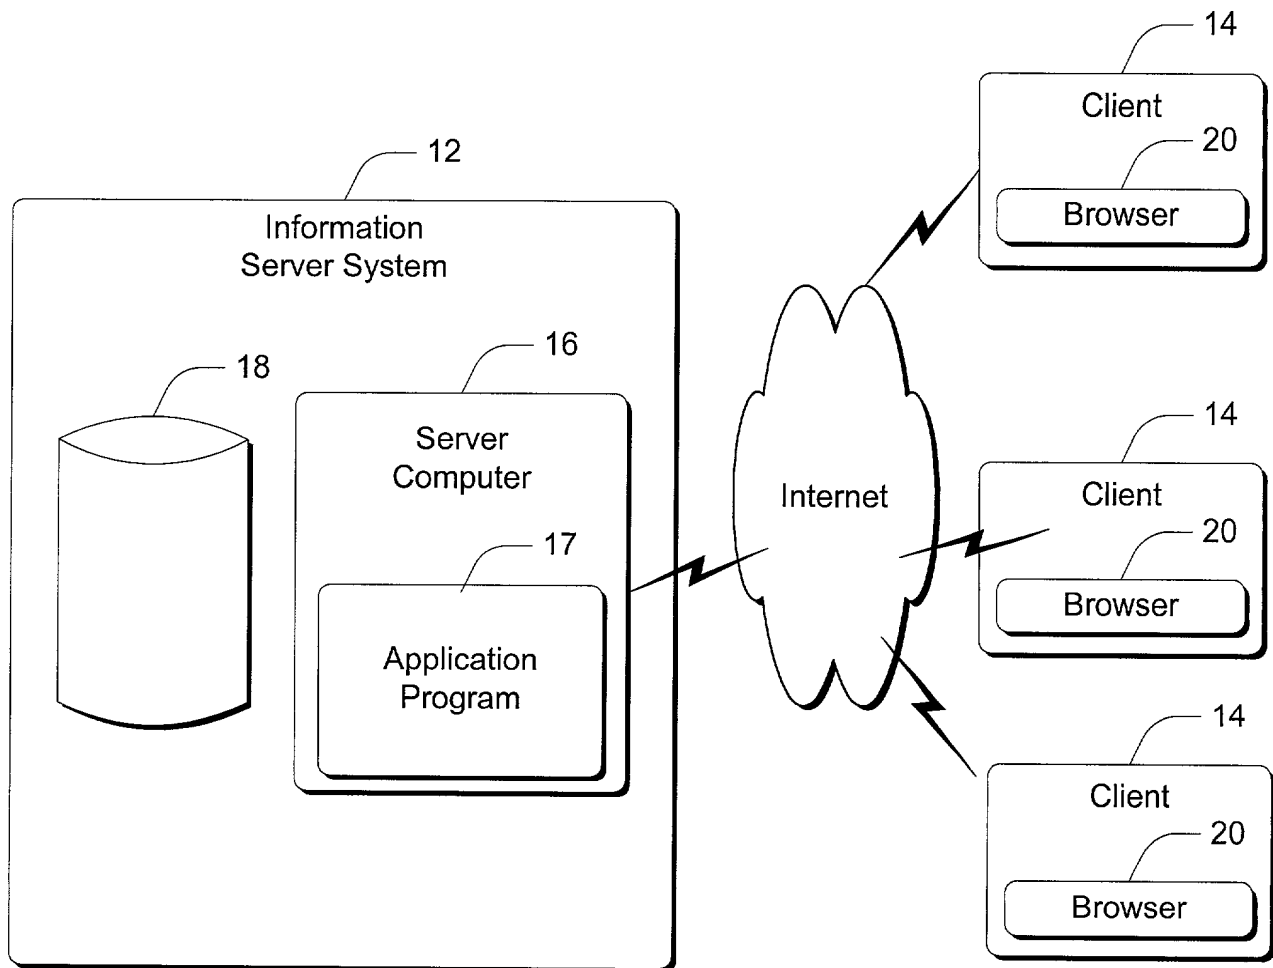 12
Information
Server System
18
16
Server
Computer
17
Application
Program
Internet
14
Client
20
Browser
14
Client
20
Browser
14
Client
20
Browser